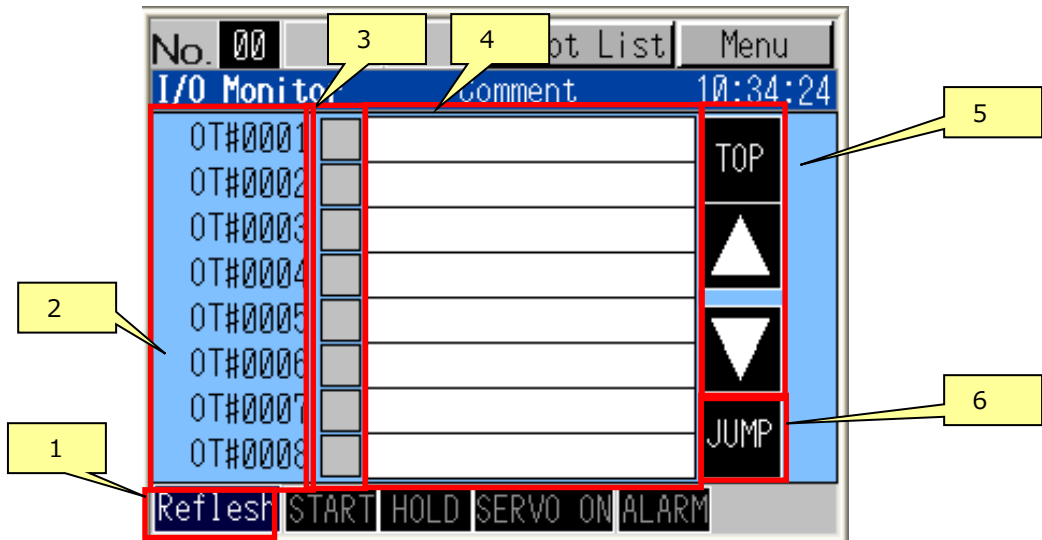 3
4
No. 00 ot List Menu
I/O Monitor Comment 10:34:24
5
OT#0001
TOP
OT#0002
OT#0003
OT#0004
2
OT#0005
OT#0006
6
OT#0007
JUMP
1
OT#0008
Reflesh START HOLD SERVO ON ALARM